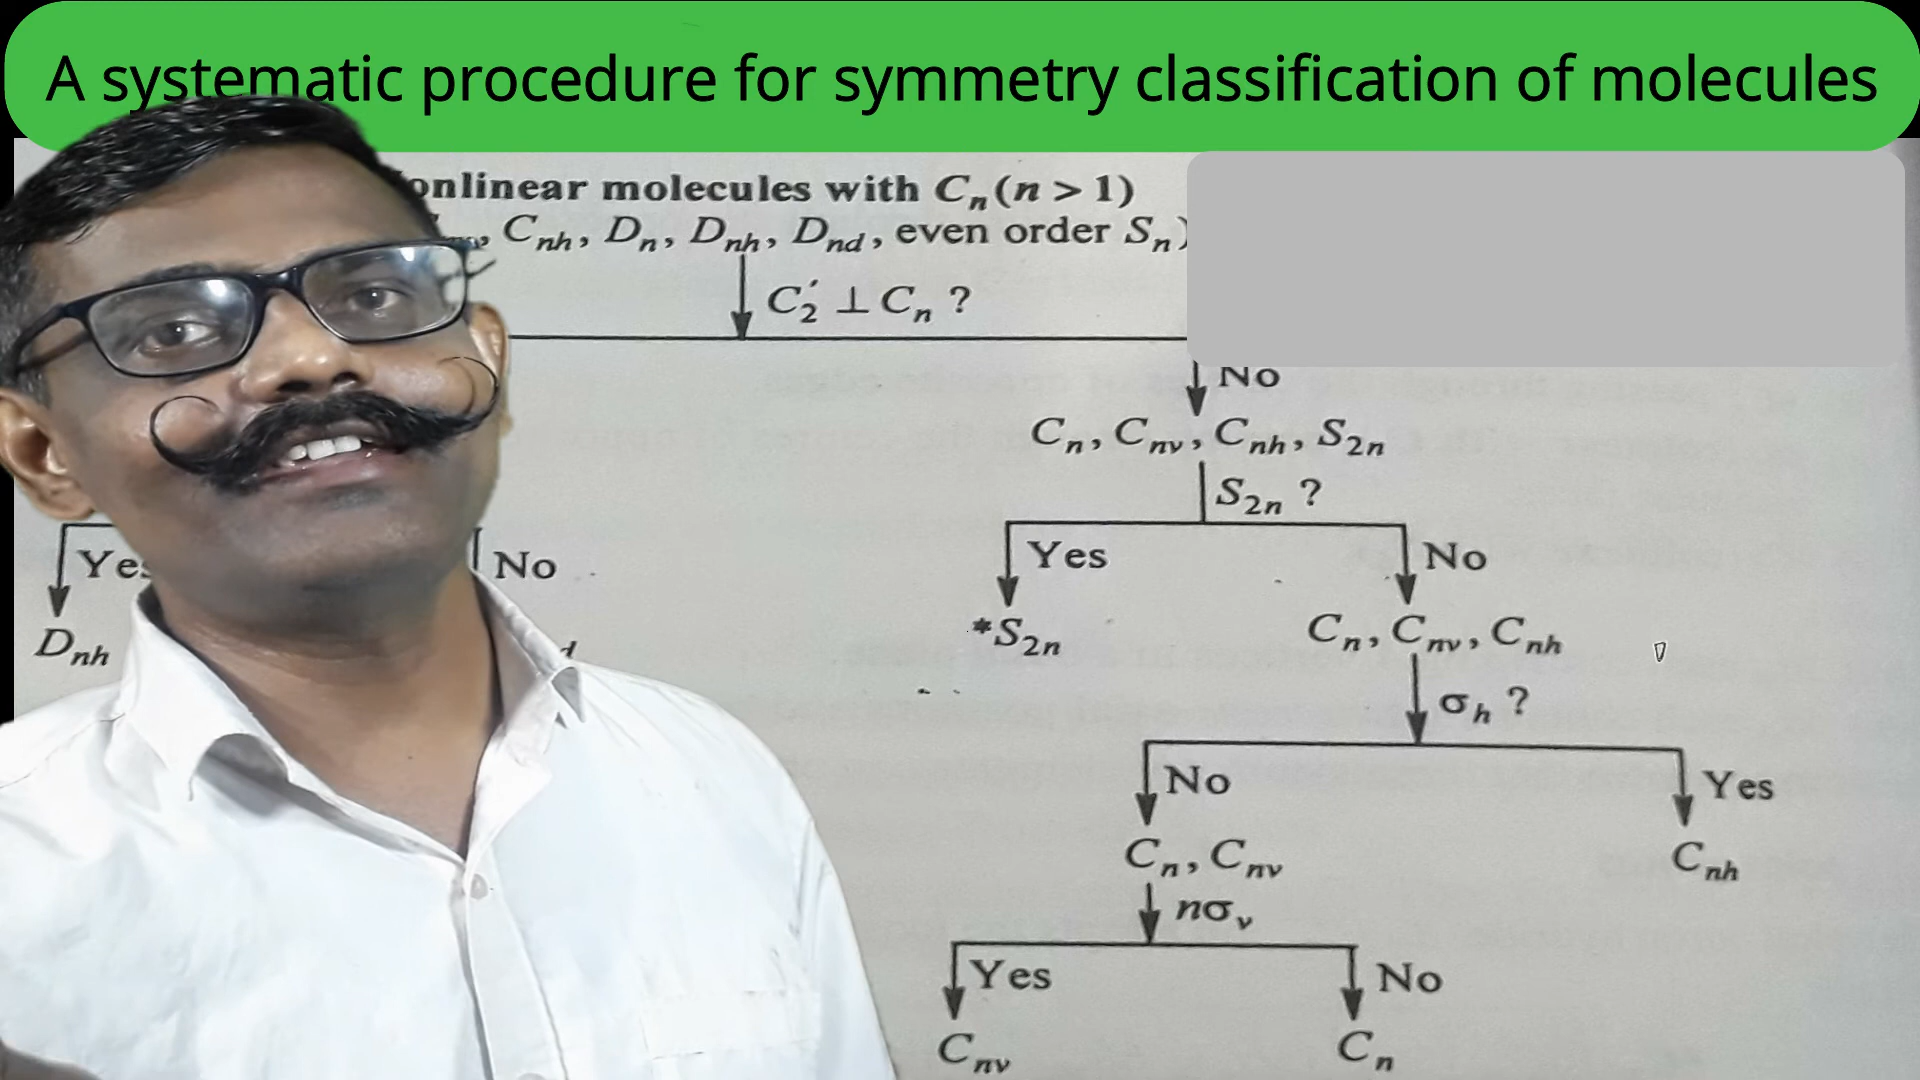 A systematic procedure for symmetry classification of molecules
onlinear molecules with Cₙ(n > 1)
Cₙₕ, Dₙ, Dₙₕ, Dₙd, even order Sₙ)
C₂′ ⊥ Cₙ ?
No
Cₙ, Cₙᵥ, Cₙₕ, S₂ₙ
S₂ₙ ?
Yes No Yes No
Dₙₕ *S₂ₙ Cₙ, Cₙᵥ, Cₙₕ
σₕ ?
No Yes
Cₙ, Cₙᵥ Cₙₕ
nσᵥ
Yes No
Cₙᵥ Cₙ